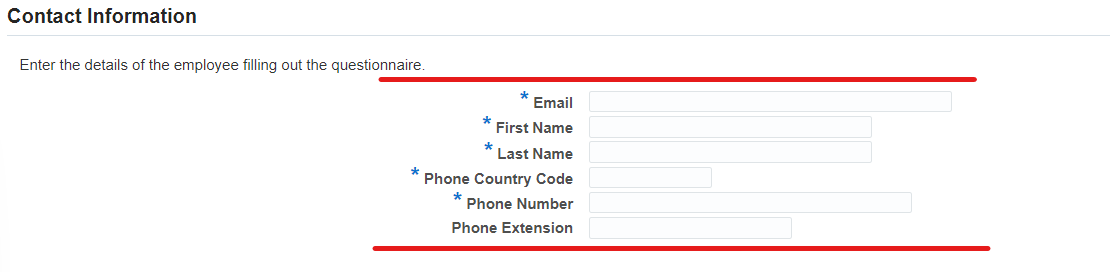 Contact Information
Enter the details of the employee filling out the questionnaire.
* Email
* First Name
* Last Name
* Phone Country Code
* Phone Number
Phone Extension